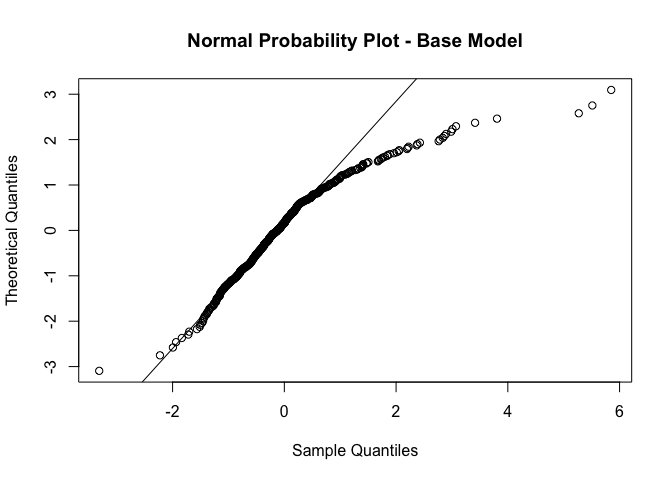 Normal Probability Plot - Base Model
3
2
1
0
-1
-2
-3
Theoretical Quantiles
-2 0 2 4 6
Sample Quantiles